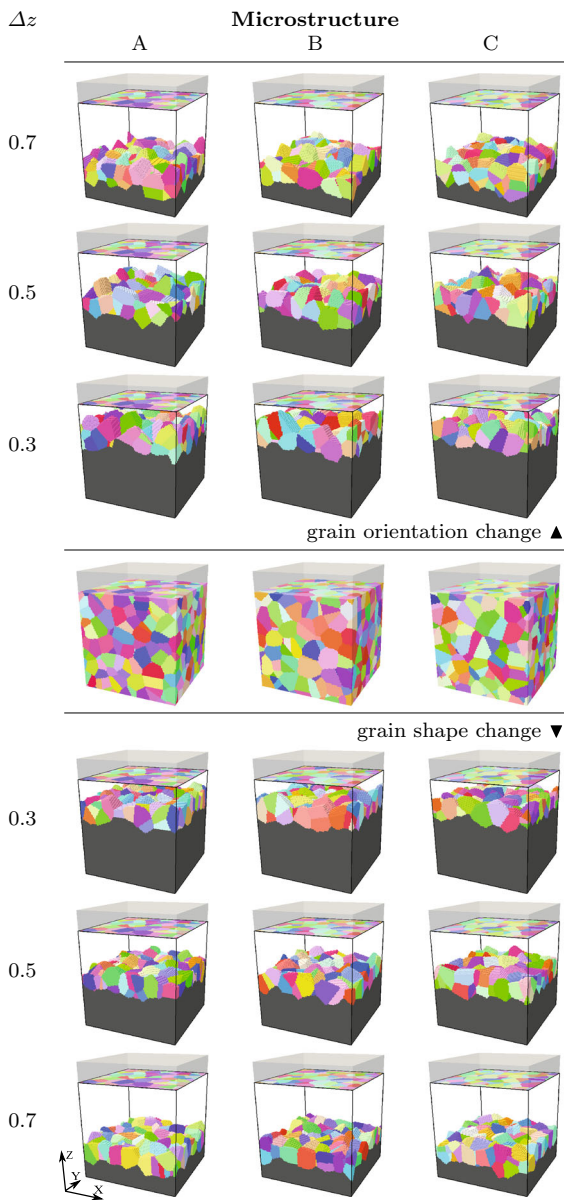 Δz Microstructure
A B C
0.7
0.5
0.3
grain orientation change ▲
grain shape change ▼
0.3
0.5
0.7
Z
Y
X